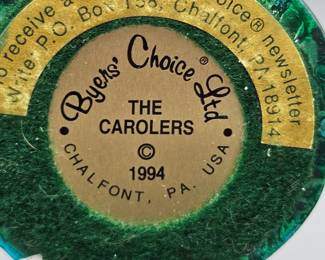 o receive a
oice® newsletter
Write: P.O. Box 158, Chalfont, PA 18914
Byers' Choice Ltd®
THE
CAROLERS
©
1994
• CHALFONT, PA. USA •